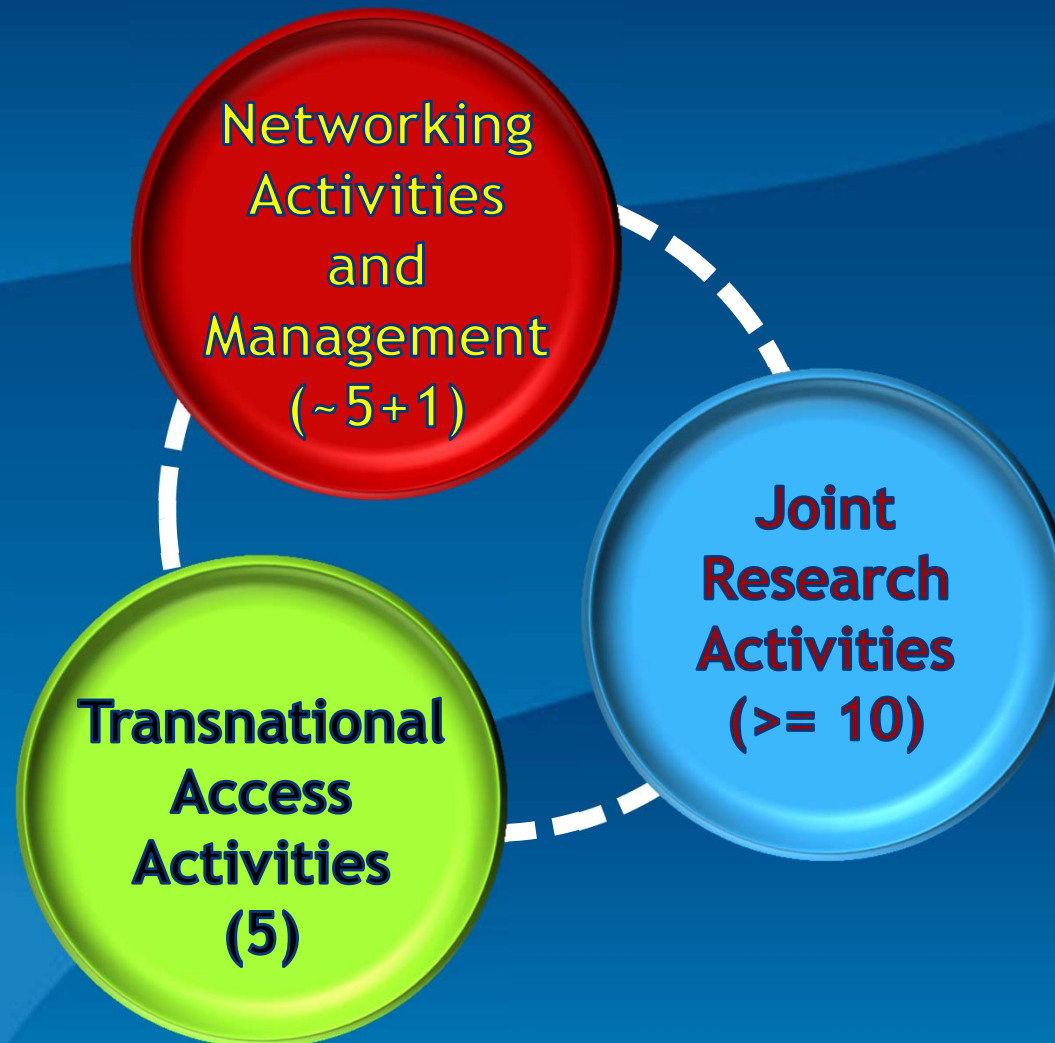 Networking
Activities
and
Management
(~5+1)
Joint
Research
Activities
(>= 10)
Transnational
Access
Activities
(5)